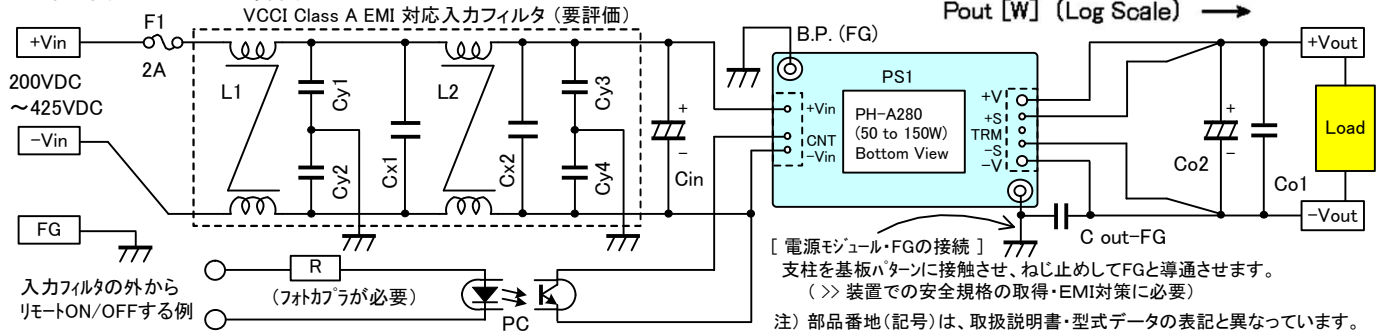 VCCI Class A EMI 対応入力フィルタ (要評価)
Pout [W] (Log Scale)
+Vin
F1
2A
200VDC
～425VDC
-Vin
FG
L1
Cy1
Cy2
Cx1
L2
Cx2
Cy3
Cy4
+
-
Cin
B.P. (FG)
PS1
+Vin
CNT
-Vin
PH-A280
(50 to 150W)
Bottom View
+V
+S
TRM
-S
-V
+
-
Co2
Co1
+Vout
Load
-Vout
C out-FG
入力フィルタの外から
リモートON/OFFする例
R
(フォトカプラが必要)
PC
[ 電源モジュール・FGの接続 ]
支柱を基板パターンに接触させ、ねじ止めしてFGと導通させます。
( >> 装置での安全規格の取得・EMI対策に必要)
注) 部品番地(記号)は、取扱説明書・型式データの表記と異なっています。